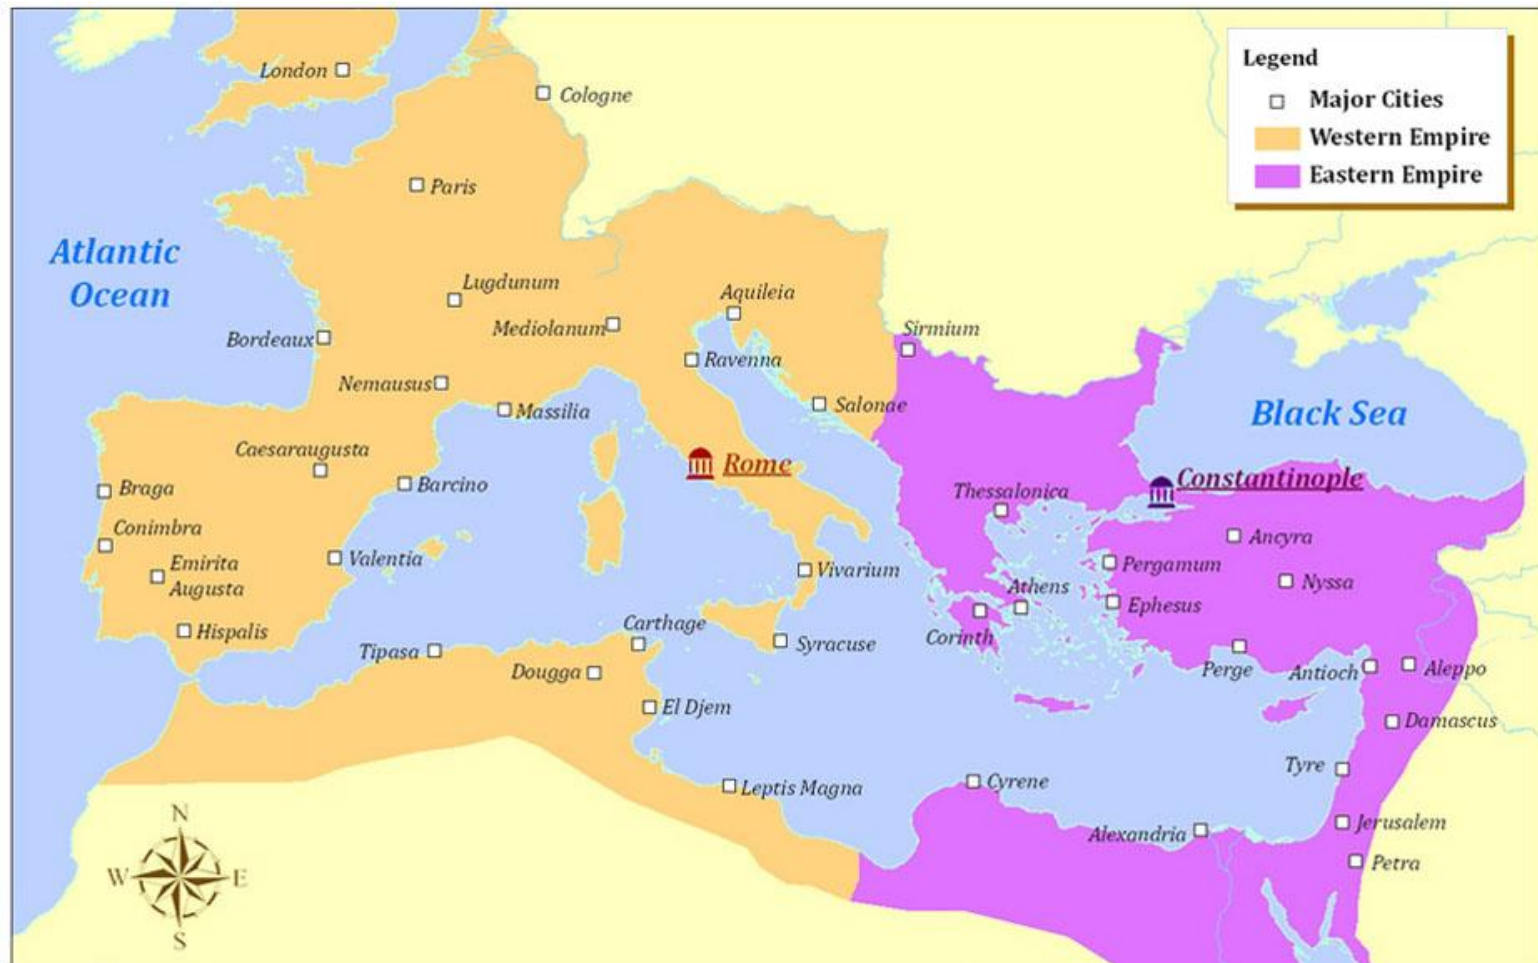 Legend
Major Cities
Western Empire
Eastern Empire
London
Cologne
Paris
Atlantic
Ocean
Lugdunum
Aquileia
Mediolanum
Sirmium
Bordeaux
Ravenna
Nemausus
Massilia
Salonae
Black Sea
Caesaraugusta
Rome
Constantinople
Braga
Barcino
Thessalonica
Conimbra
Ancyra
Emirita
Augusta
Valentia
Vivarium
Pergamum
Nyssa
Athens
Ephesus
Hispalis
Carthage
Corinth
Tipasa
Syracuse
Dougga
Perge
Antioch
Aleppo
El Djem
Damascus
Tyre
Leptis Magna
Cyrene
Jerusalem
Alexandria
Petra
N
W
E
S